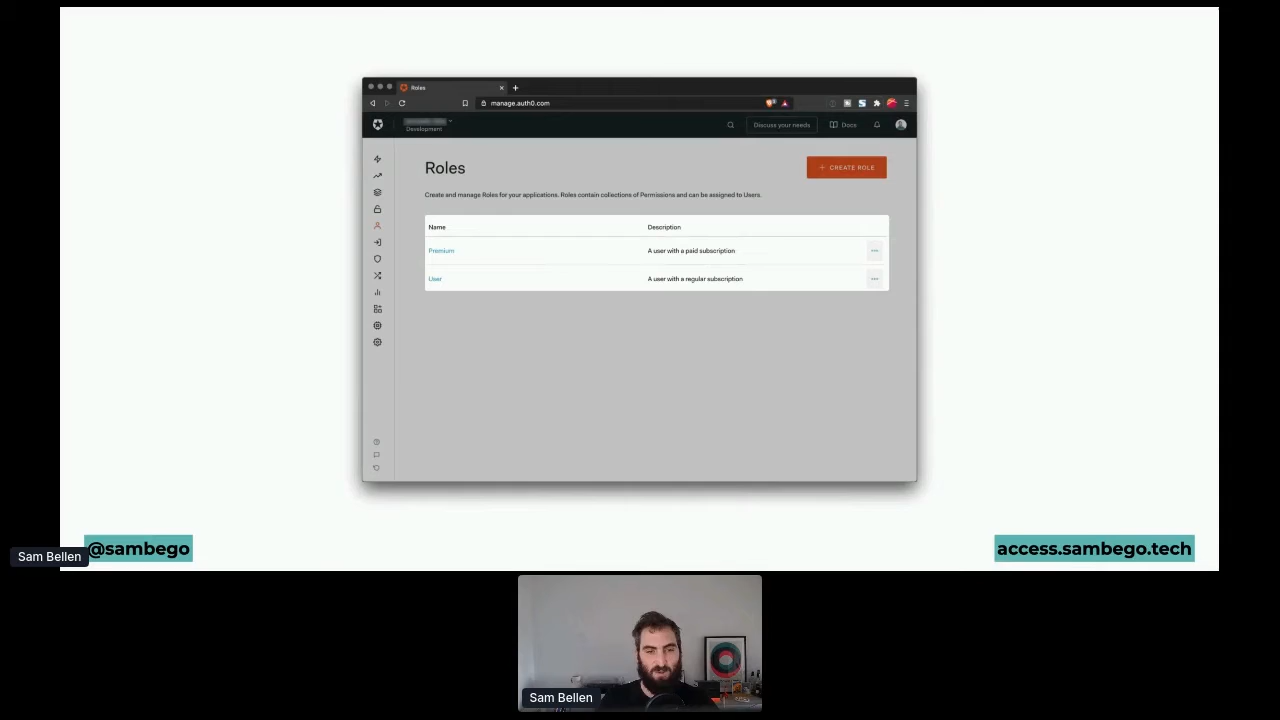 Roles
manage.auth0.com
Development
Discuss your needs
Docs
Roles
+ CREATE ROLE
Create and manage Roles for your applications. Roles contain collections of Permissions and can be assigned to Users.
Name Description
Premium A user with a paid subscription
User A user with a regular subscription
@sambego
access.sambego.tech
Sam Bellen
Sam Bellen